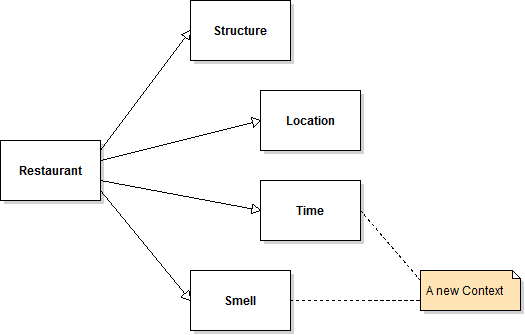 Structure
Location
Restaurant
Time
Smell
A new Context